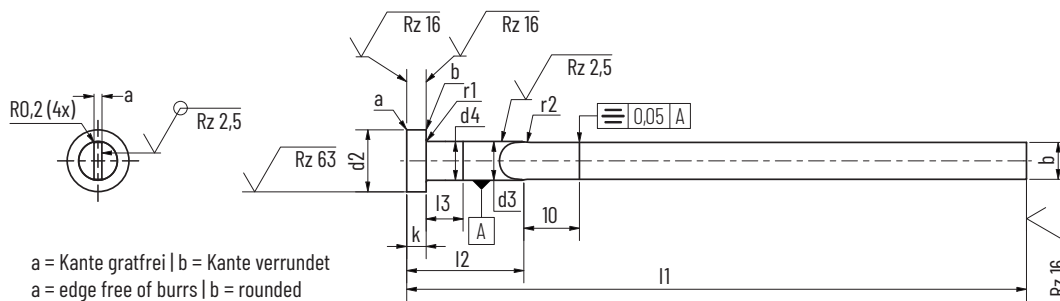 Rz 16
Rz 16
b
Rz 2,5
a
R0,2 (4x)
a
r1
d4
r2
0,05
A
Rz 2,5
Rz 63
d2
b
l3
A
d3
10
k
l2
l1
Rz 16
a = Kante gratfrei | b = Kante verrundet
a = edge free of burrs | b = rounded